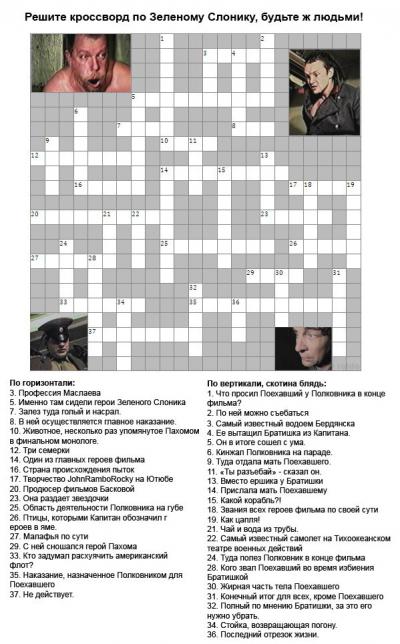 Решите кроссворд по Зеленому Слонику, будьте ж людьми!
1
2
3
4
5
6
7
8
9
10
11
12
13
14
15
16
17
18
19
20
21
22
23
24
25
26
27
28
29
30
31
32
33
34
35
36
37
По горизонтали:
3. Профессия Маслаева
5. Именно там сидели герои Зеленого Слоника
7. Залез туда голый и насрал.
8. В ней осуществляется главное наказание.
10. Животное, несколько раз упомянутое Пахомом
в финальном монологе.
12. Три семерки
14. Один из главных героев фильма
16. Страна происхождения пыток
17. Творчество JohnRamboRocky на Ютюбе
20. Продюсер фильмов Басковой
23. Она раздает звездочки
25. Область деятельности Полковника на губе
26. Птицы, которыми Капитан обозначил г
ероев в яме.
27. Малафья по сути
29. С ней сношался герой Пахома
33. Кто задумал расхуячить американский
флот?
35. Наказание, назначенное Полковником для
Поехавшего
37. Не действует.
По вертикали, скотина блядь:
1. Что просил Поехавший у Полковника в конце
фильма?
2. По ней можно съебаться
3. Самый известный водоем Бердянска
4. Ее вытащил Братишка из Капитана.
5. Он в итоге сошел с ума.
6. Кинжал Полковника на параде.
9. Туда отдала мать Поехавшего.
11. «Ты разъебай» - сказал он.
13. Вместо ершика у Братишки
14. Прислала мать Поехавшему
15. Какой корабль?!
18. Звания всех героев фильма по своей сути
19. Как цапля!
21. Чай и вода из трубы.
22. Самый известный самолет на Тихоокеанском
театре военных действий
24. Туда полез Полковник в конце фильма
28. Кого звал Поехавший во время избиения
Братишкой
30. Жирная часть тела Поехавшего
31. Конечный итог для всех, кроме Поехавшего
32. Полный по мнению Братишки, за это его
нужно убрать.
34. Стойка, возвращающая погону.
36. Последний отрезок жизни.